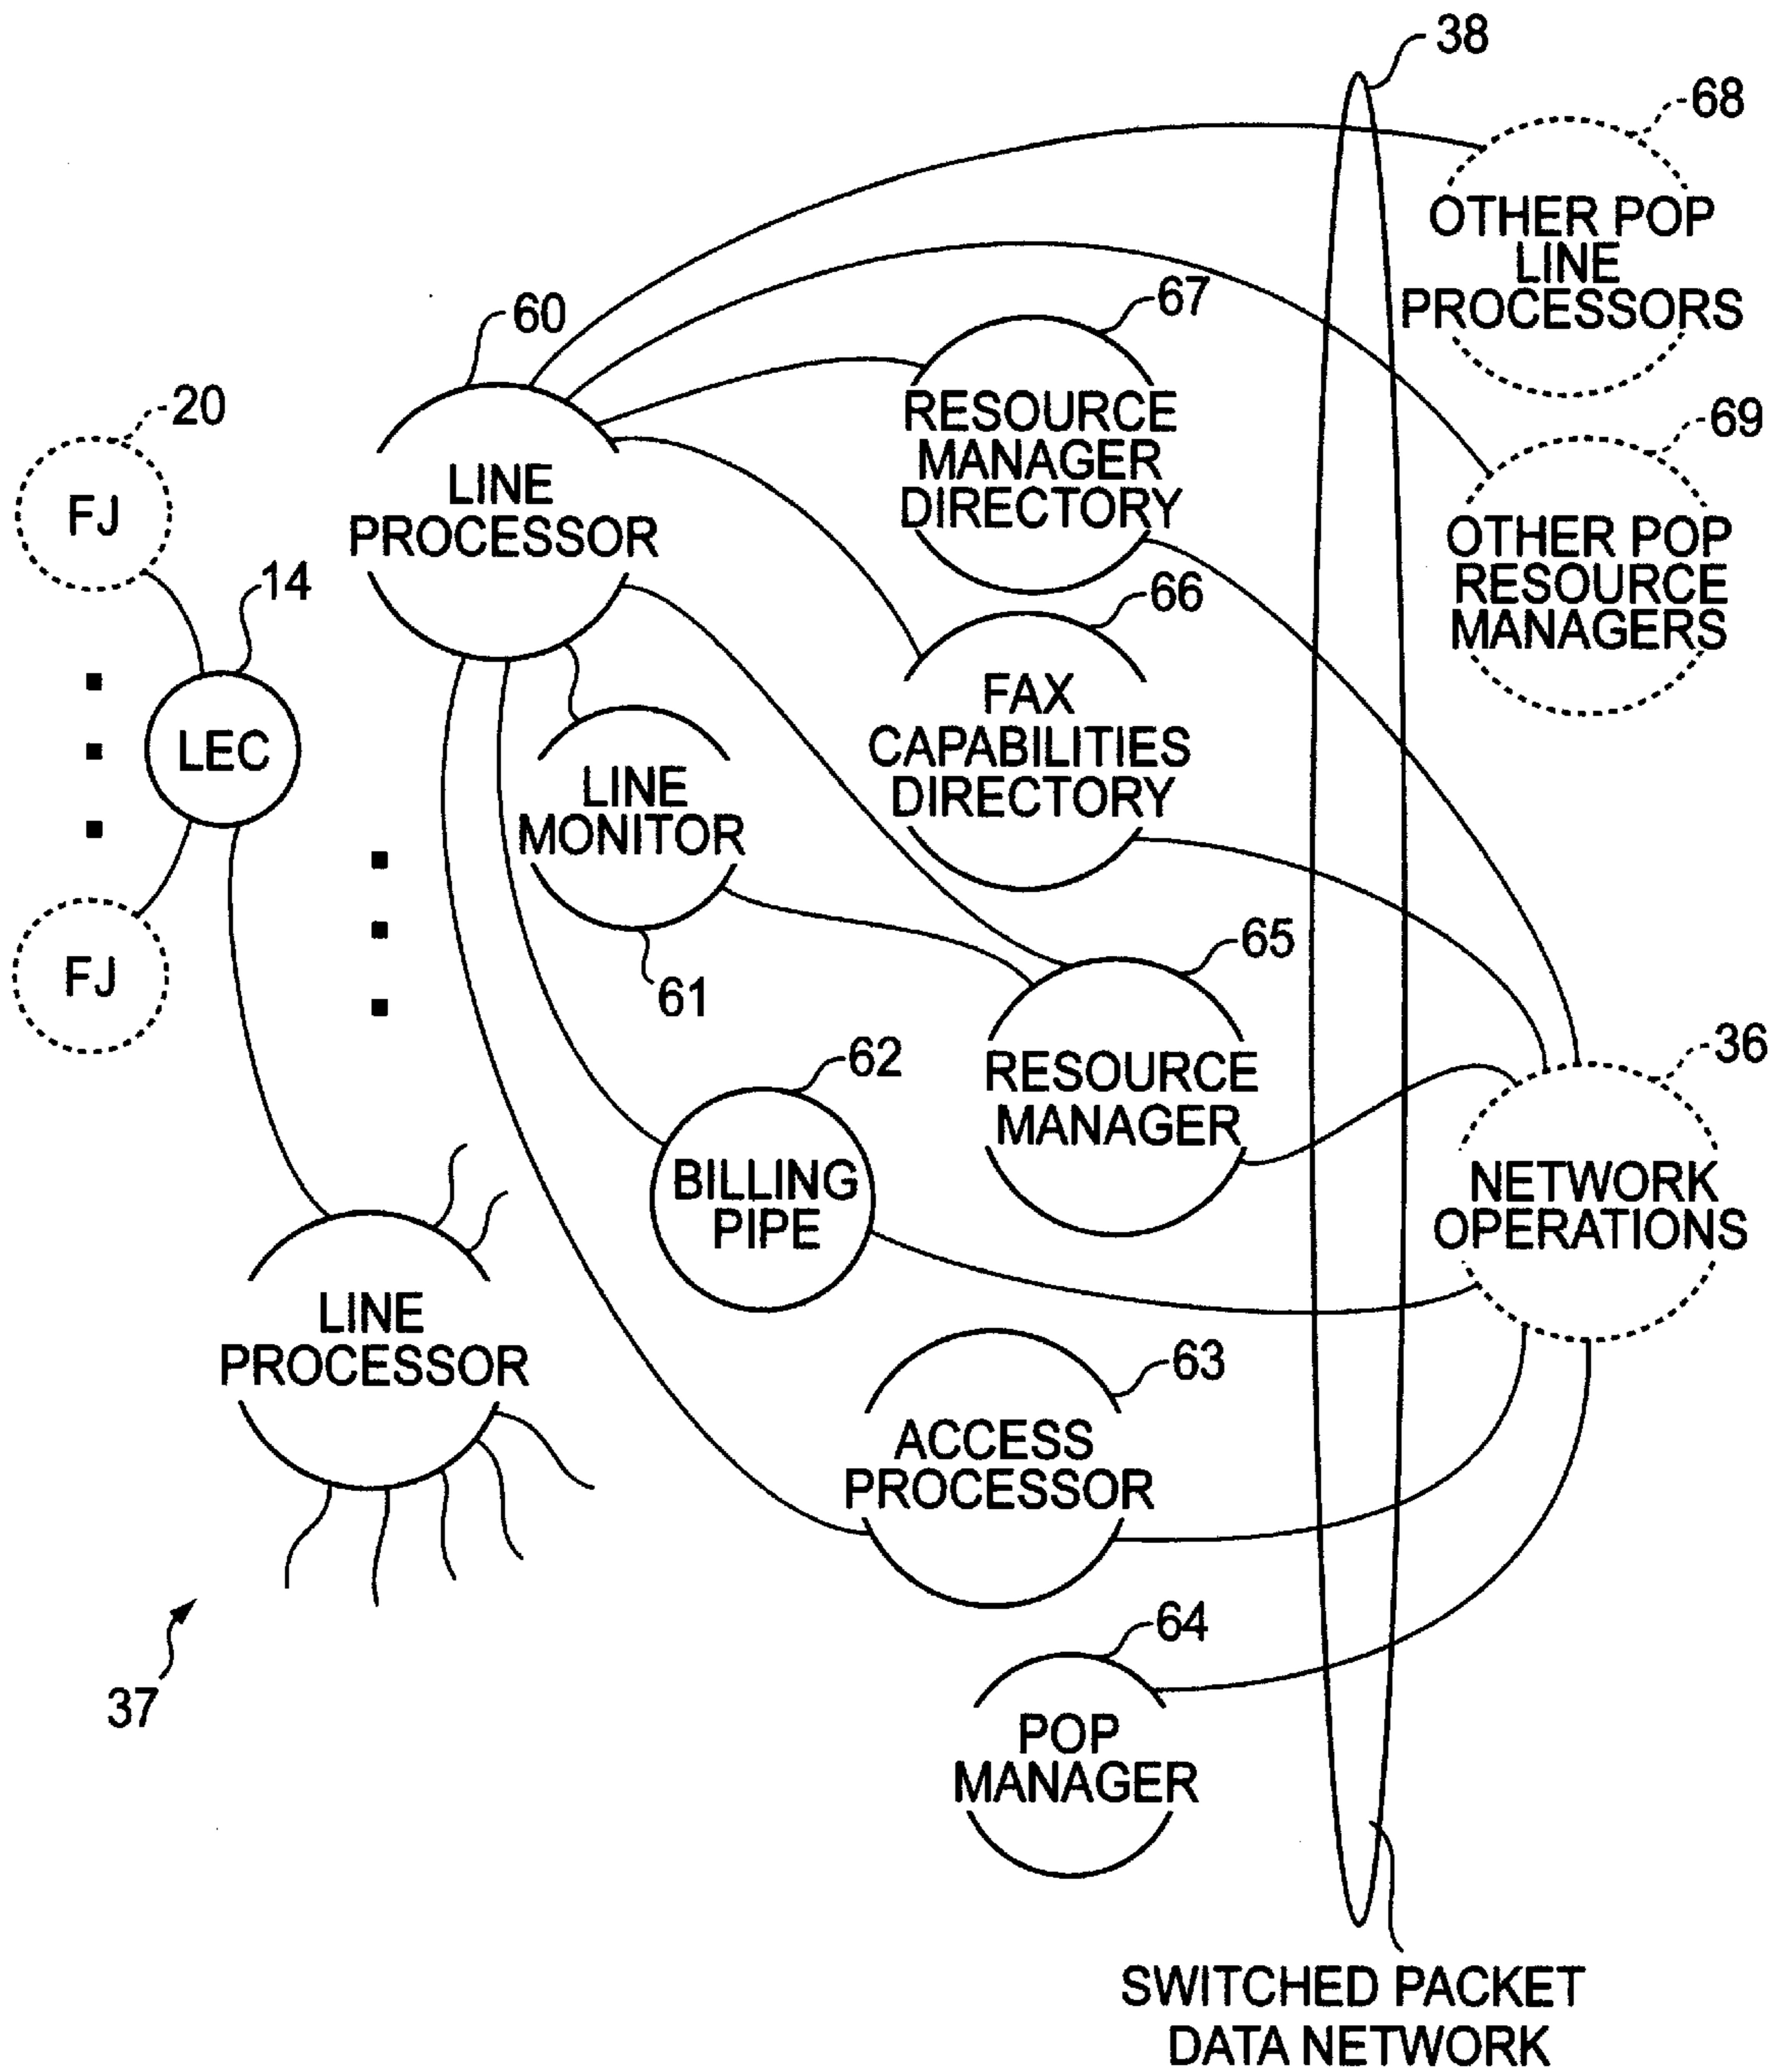 38
68
OTHER POP
LINE
PROCESSORS
67
60
RESOURCE
MANAGER
DIRECTORY
20
FJ
LINE
PROCESSOR
69
OTHER POP
RESOURCE
MANAGERS
14
LEC
66
FAX
CAPABILITIES
DIRECTORY
LINE
MONITOR
61
FJ
65
RESOURCE
MANAGER
62
BILLING
PIPE
36
NETWORK
OPERATIONS
LINE
PROCESSOR
63
ACCESS
PROCESSOR
64
POP
MANAGER
37
SWITCHED PACKET
DATA NETWORK